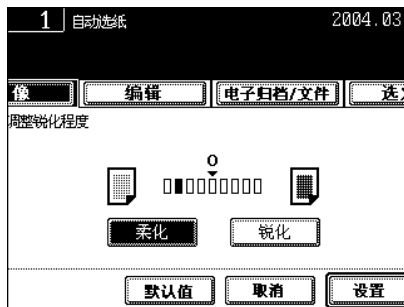 1 自动选纸 2004.03
像 编辑 电子归档/文件 选
调整锐化程度
0
柔化 锐化
默认值 取消 设置